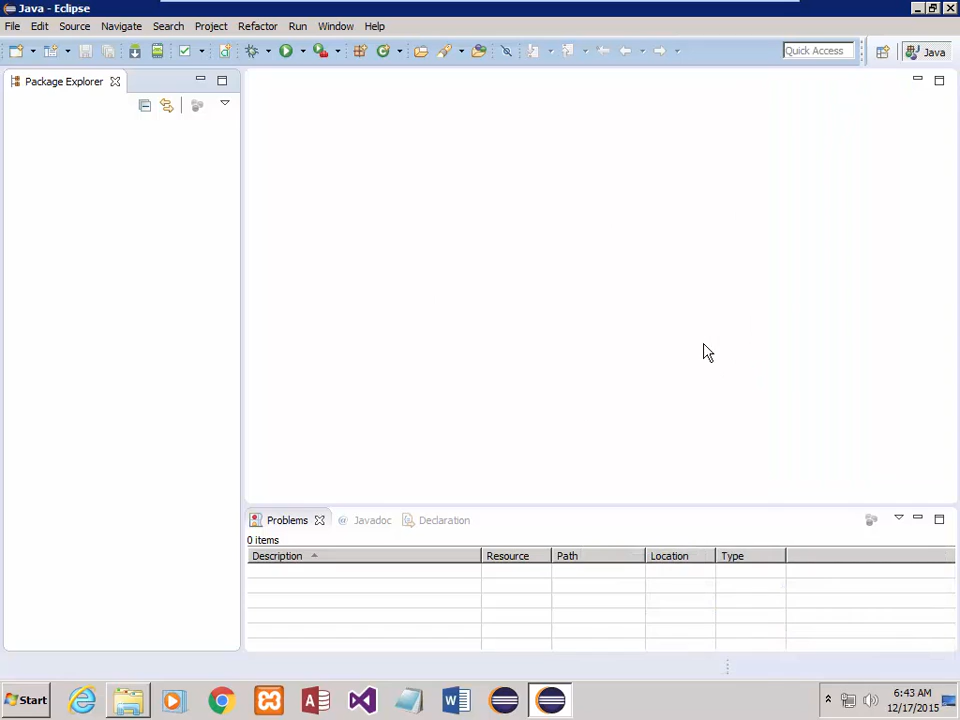 Java - Eclipse
File Edit Source Navigate Search Project Refactor Run Window Help
Quick Access
Java
Package Explorer
Problems @ Javadoc Declaration
0 items
Description Resource Path Location Type
Start
6:43 AM
12/17/2015